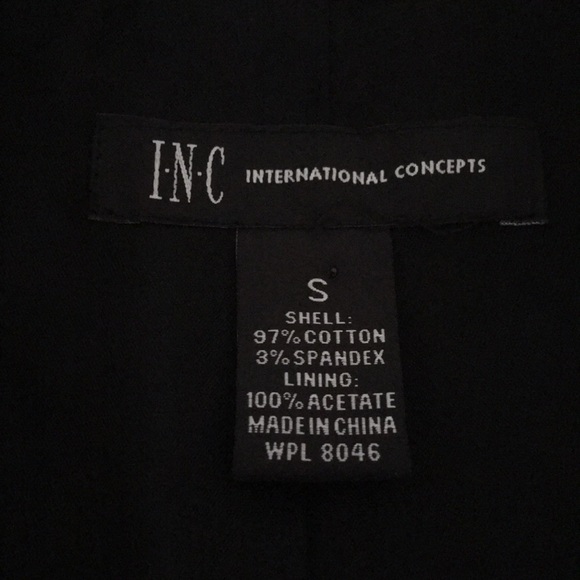 I·N·C INTERNATIONAL CONCEPTS
S
SHELL:
97% COTTON
3% SPANDEX
LINING:
100% ACETATE
MADE IN CHINA
WPL 8046